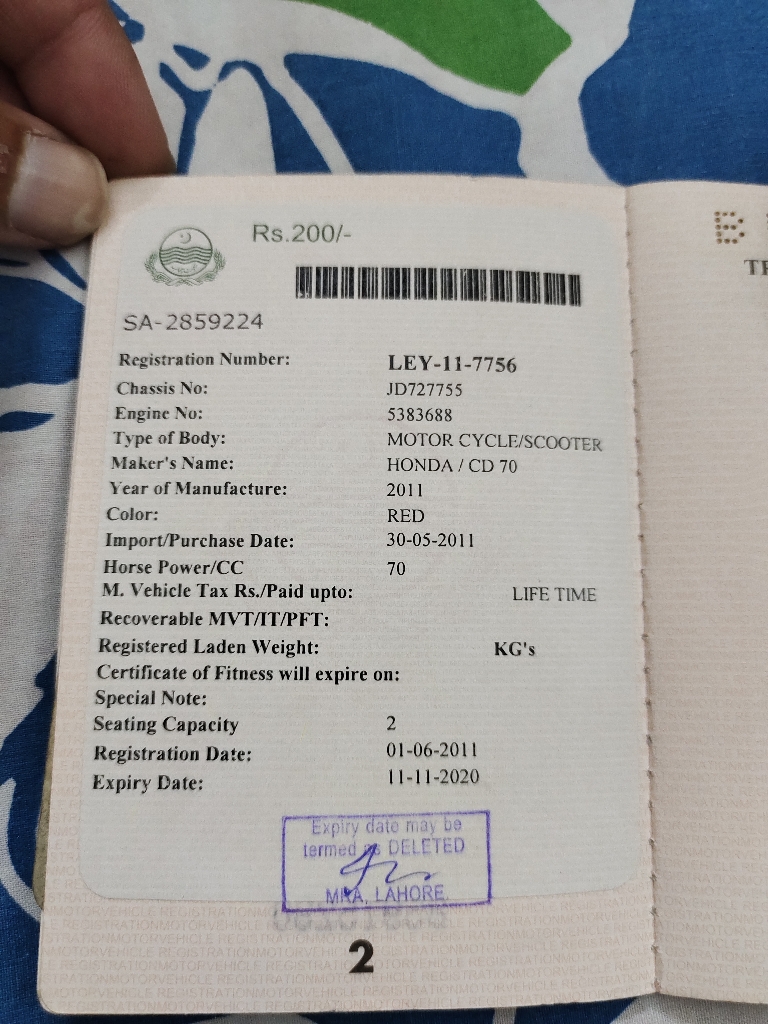 Rs.200/-
SA-2859224
Registration Number: LEY-11-7756
Chassis No: JD727755
Engine No: 5383688
Type of Body: MOTOR CYCLE/SCOOTER
Maker's Name: HONDA / CD 70
Year of Manufacture: 2011
Color: RED
Import/Purchase Date: 30-05-2011
Horse Power/CC 70
M. Vehicle Tax Rs./Paid upto: LIFE TIME
Recoverable MVT/IT/PFT:
Registered Laden Weight: KG's
Certificate of Fitness will expire on:
Special Note:
Seating Capacity 2
Registration Date: 01-06-2011
Expiry Date: 11-11-2020
Expiry date may be
termed as DELETED
MRA, LAHORE.
2
B